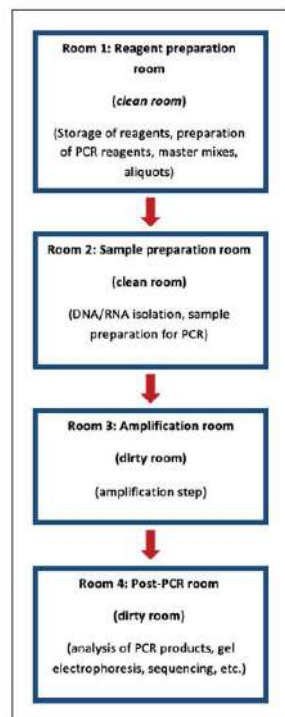 Room 1: Reagent preparation
room
(clean room)
(Storage of reagents, preparation
of PCR reagents, master mixes,
aliquots)
Room 2: Sample preparation room
(clean room)
(DNA/RNA isolation, sample
preparation for PCR)
Room 3: Amplification room
(dirty room)
(amplification step)
Room 4: Post-PCR room
(dirty room)
(analysis of PCR products, gel
electrophoresis, sequencing, etc.)